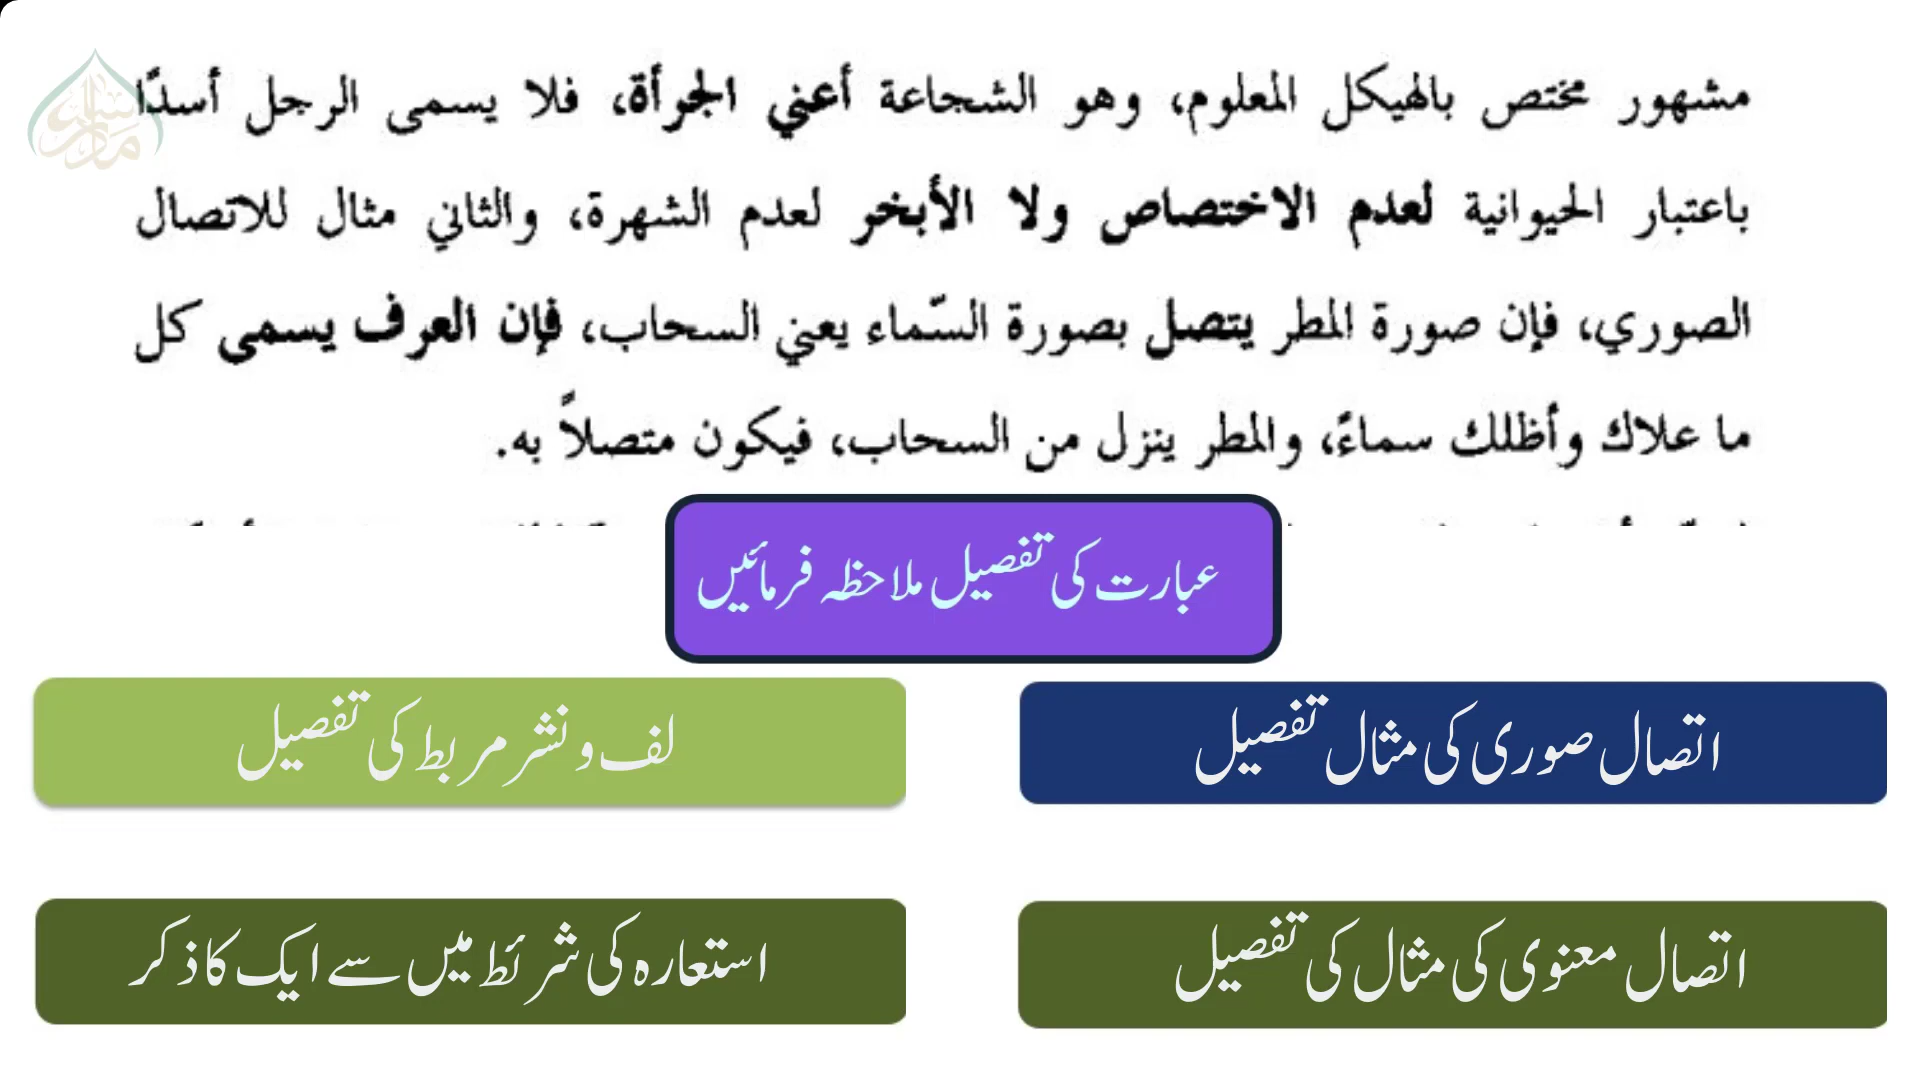 مشهور مختص بالهيكل المعلوم، وهو الشجاعة أعني الجرأة، فلا يسمى الرجل أسدًا
باعتبار الحيوانية لعدم الاختصاص ولا الأبخر لعدم الشهرة، والثاني مثال للاتصال
الصوري، فإن صورة المطر يتصل بصورة السّماء يعني السحاب، فإن العرف يسمى كل
ما علاك وأظلك سماءً، والمطر ينزل من السحاب، فيكون متصلاً به.
عبارت کی تفصیل ملاحظہ فرمائیں
اتصال صوری کی مثال تفصیل
لف و نشر مربط کی تفصیل
اتصال معنوی کی مثال کی تفصیل
استعارہ کی شرئط میں سے ایک کا ذکر